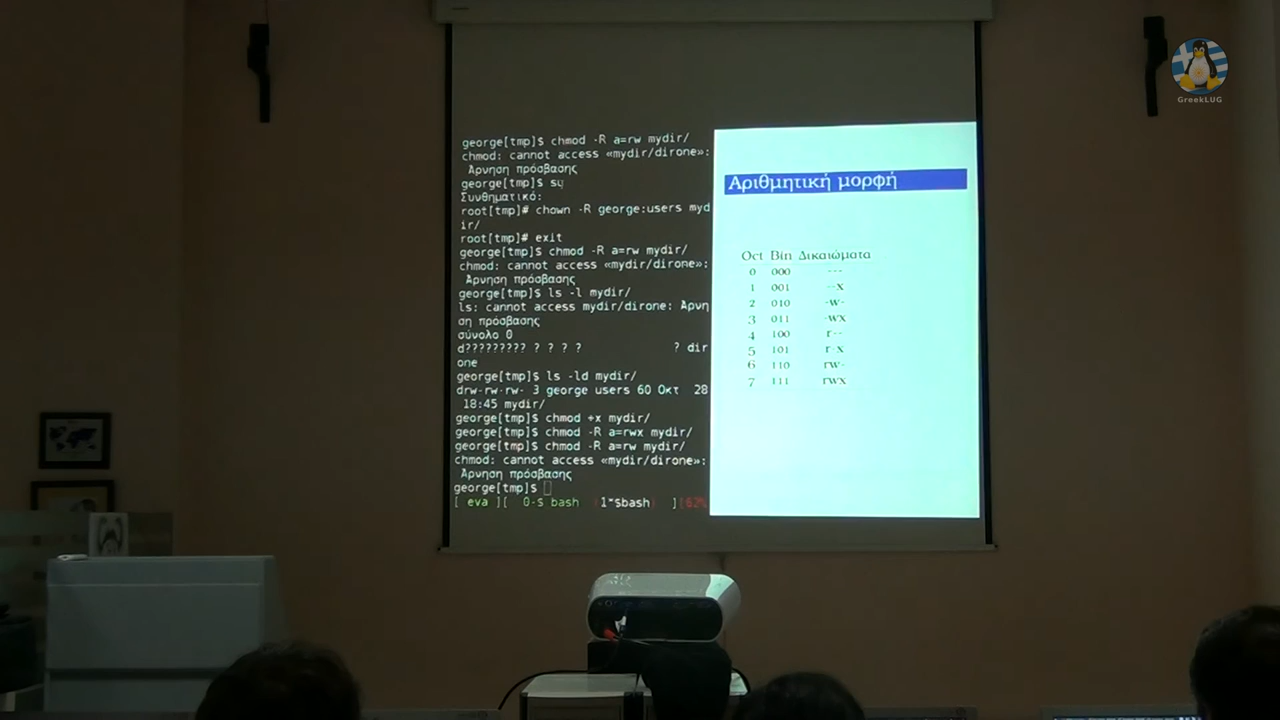 GreekLUG
george[tmp]$ chmod -R a=rw mydir/
chmod: cannot access «mydir/dirone»:
Άρνηση πρόσβασης
george[tmp]$ su
Συνθηματικό:
root[tmp]# chown -R george:users myd
ir/
root[tmp]# exit
george[tmp]$ chmod -R a=rw mydir/
chmod: cannot access «mydir/dirone»:
Άρνηση πρόσβασης
george[tmp]$ ls -l mydir/
ls: cannot access mydir/dirone: Άρνη
ση πρόσβασης
σύνολο 0
d????????? ? ? ? ? ? dir
one
george[tmp]$ ls -ld mydir/
drw-rw-rw- 3 george users 60 Οκτ 28
18:45 mydir/
george[tmp]$ chmod +x mydir/
george[tmp]$ chmod -R a=rwx mydir/
george[tmp]$ chmod -R a=rw mydir/
chmod: cannot access «mydir/dirone»:
Άρνηση πρόσβασης
george[tmp]$
[ eva ][ 0-$ bash (1*$bash) ][62%
Αριθμητική μορφή
Oct Bin Δικαιώματα
0 000 ---
1 001 --x
2 010 -w-
3 011 -wx
4 100 r--
5 101 r-x
6 110 rw-
7 111 rwx